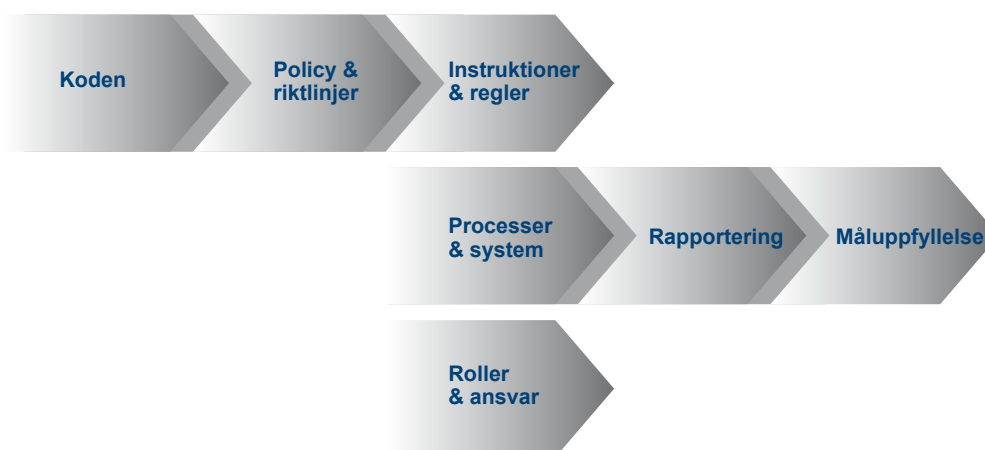 Koden
Policy &
riktlinjer
Instruktioner
& regler
Processer
& system
Rapportering
Måluppfyllelse
Roller
& ansvar